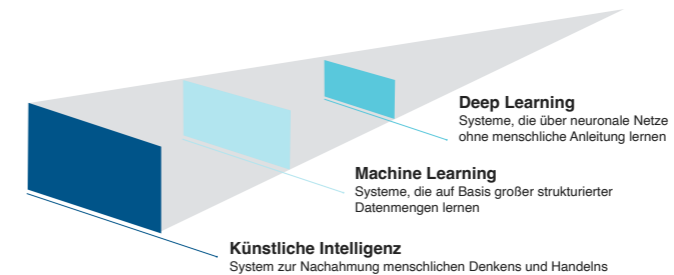 Deep Learning
Systeme, die über neuronale Netze
ohne menschliche Anleitung lernen
Machine Learning
Systeme, die auf Basis großer strukturierter
Datenmengen lernen
Künstliche Intelligenz
System zur Nachahmung menschlichen Denkens und Handelns